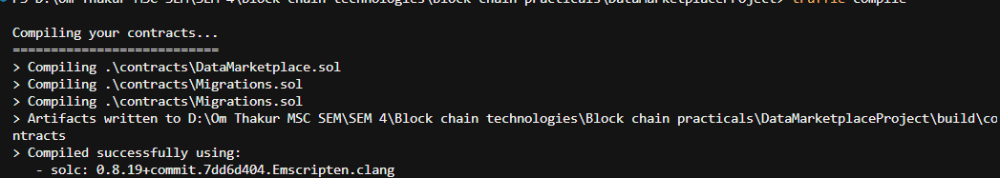 PS D:\Om Thakur MSC SEM\SEM 4\Block chain technologies\Block chain practicals\DataMarketplaceProject> truffle compile
Compiling your contracts...
===========================
> Compiling .\contracts\DataMarketplace.sol
> Compiling .\contracts\Migrations.sol
> Compiling .\contracts\Migrations.sol
> Artifacts written to D:\Om Thakur MSC SEM\SEM 4\Block chain technologies\Block chain practicals\DataMarketplaceProject\build\co
ntracts
> Compiled successfully using:
- solc: 0.8.19+commit.7dd6d404.Emscripten.clang